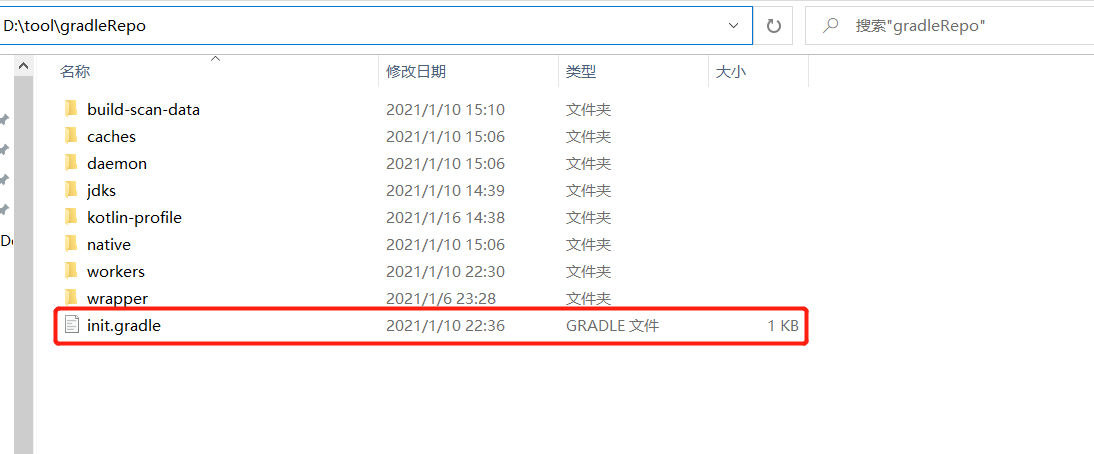 D:\tool\gradleRepo 搜索"gradleRepo"
名称 修改日期 类型 大小
build-scan-data 2021/1/10 15:10 文件夹
caches 2021/1/10 15:06 文件夹
daemon 2021/1/10 15:06 文件夹
jdks 2021/1/10 14:39 文件夹
kotlin-profile 2021/1/16 14:38 文件夹
native 2021/1/10 15:06 文件夹
workers 2021/1/10 22:30 文件夹
wrapper 2021/1/6 23:28 文件夹
init.gradle 2021/1/10 22:36 GRADLE 文件 1 KB